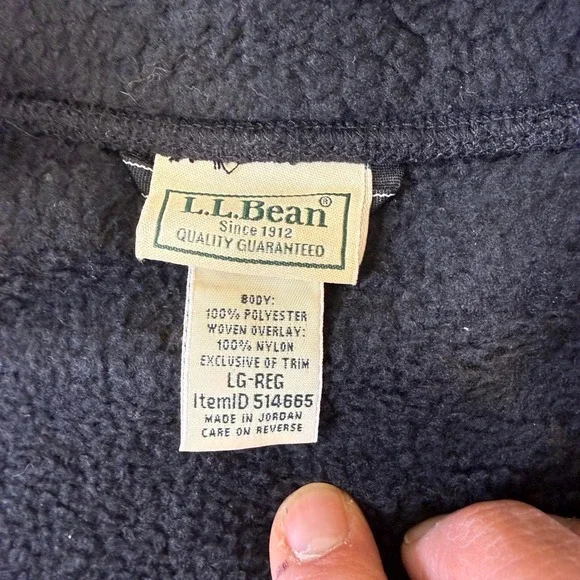 L.L.Bean®
Since 1912
QUALITY GUARANTEED
BODY:
100% POLYESTER
WOVEN OVERLAY:
100% NYLON
EXCLUSIVE OF TRIM
LG-REG
ItemID 514665
MADE IN JORDAN
CARE ON REVERSE